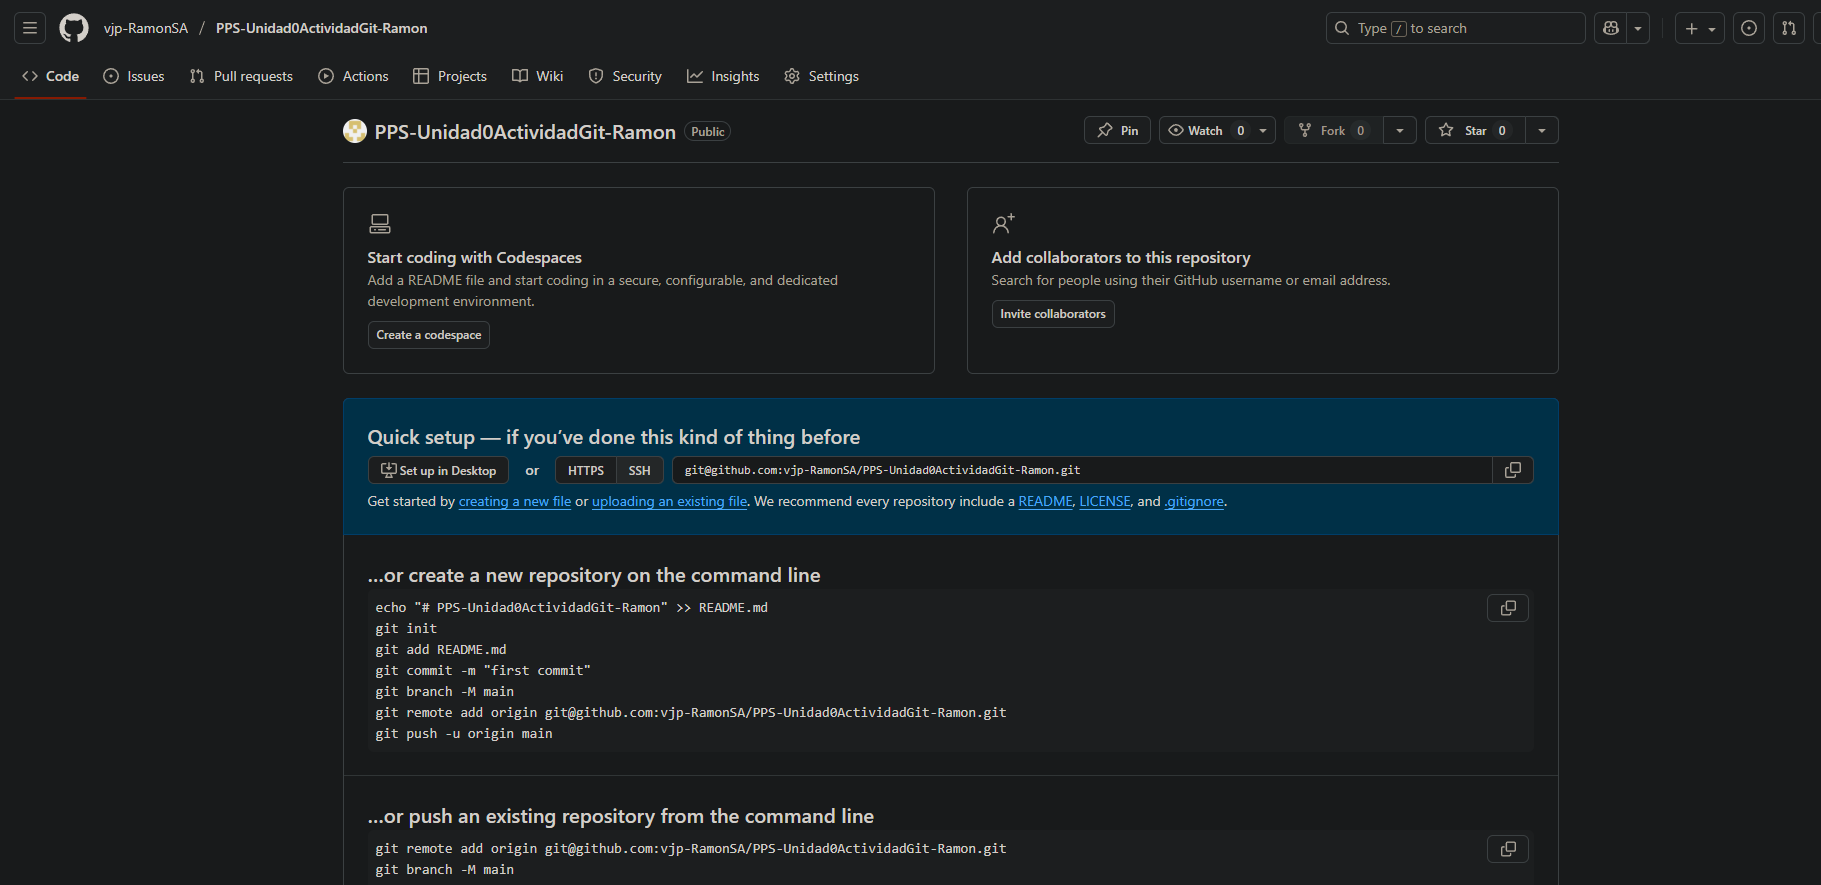 vjp-RamonSA / PPS-Unidad0ActividadGit-Ramon
Type / to search
Code
Issues
Pull requests
Actions
Projects
Wiki
Security
Insights
Settings
PPS-Unidad0ActividadGit-Ramon Public
Pin
Watch 0
Fork 0
Star 0
Start coding with Codespaces
Add a README file and start coding in a secure, configurable, and dedicated
development environment.
Create a codespace
Add collaborators to this repository
Search for people using their GitHub username or email address.
Invite collaborators
Quick setup — if you’ve done this kind of thing before
Set up in Desktop or HTTPS SSH git@github.com:vjp-RamonSA/PPS-Unidad0ActividadGit-Ramon.git
Get started by creating a new file or uploading an existing file. We recommend every repository include a README, LICENSE, and .gitignore.
...or create a new repository on the command line
echo "# PPS-Unidad0ActividadGit-Ramon" >> README.md
git init
git add README.md
git commit -m "first commit"
git branch -M main
git remote add origin git@github.com:vjp-RamonSA/PPS-Unidad0ActividadGit-Ramon.git
git push -u origin main
...or push an existing repository from the command line
git remote add origin git@github.com:vjp-RamonSA/PPS-Unidad0ActividadGit-Ramon.git
git branch -M main